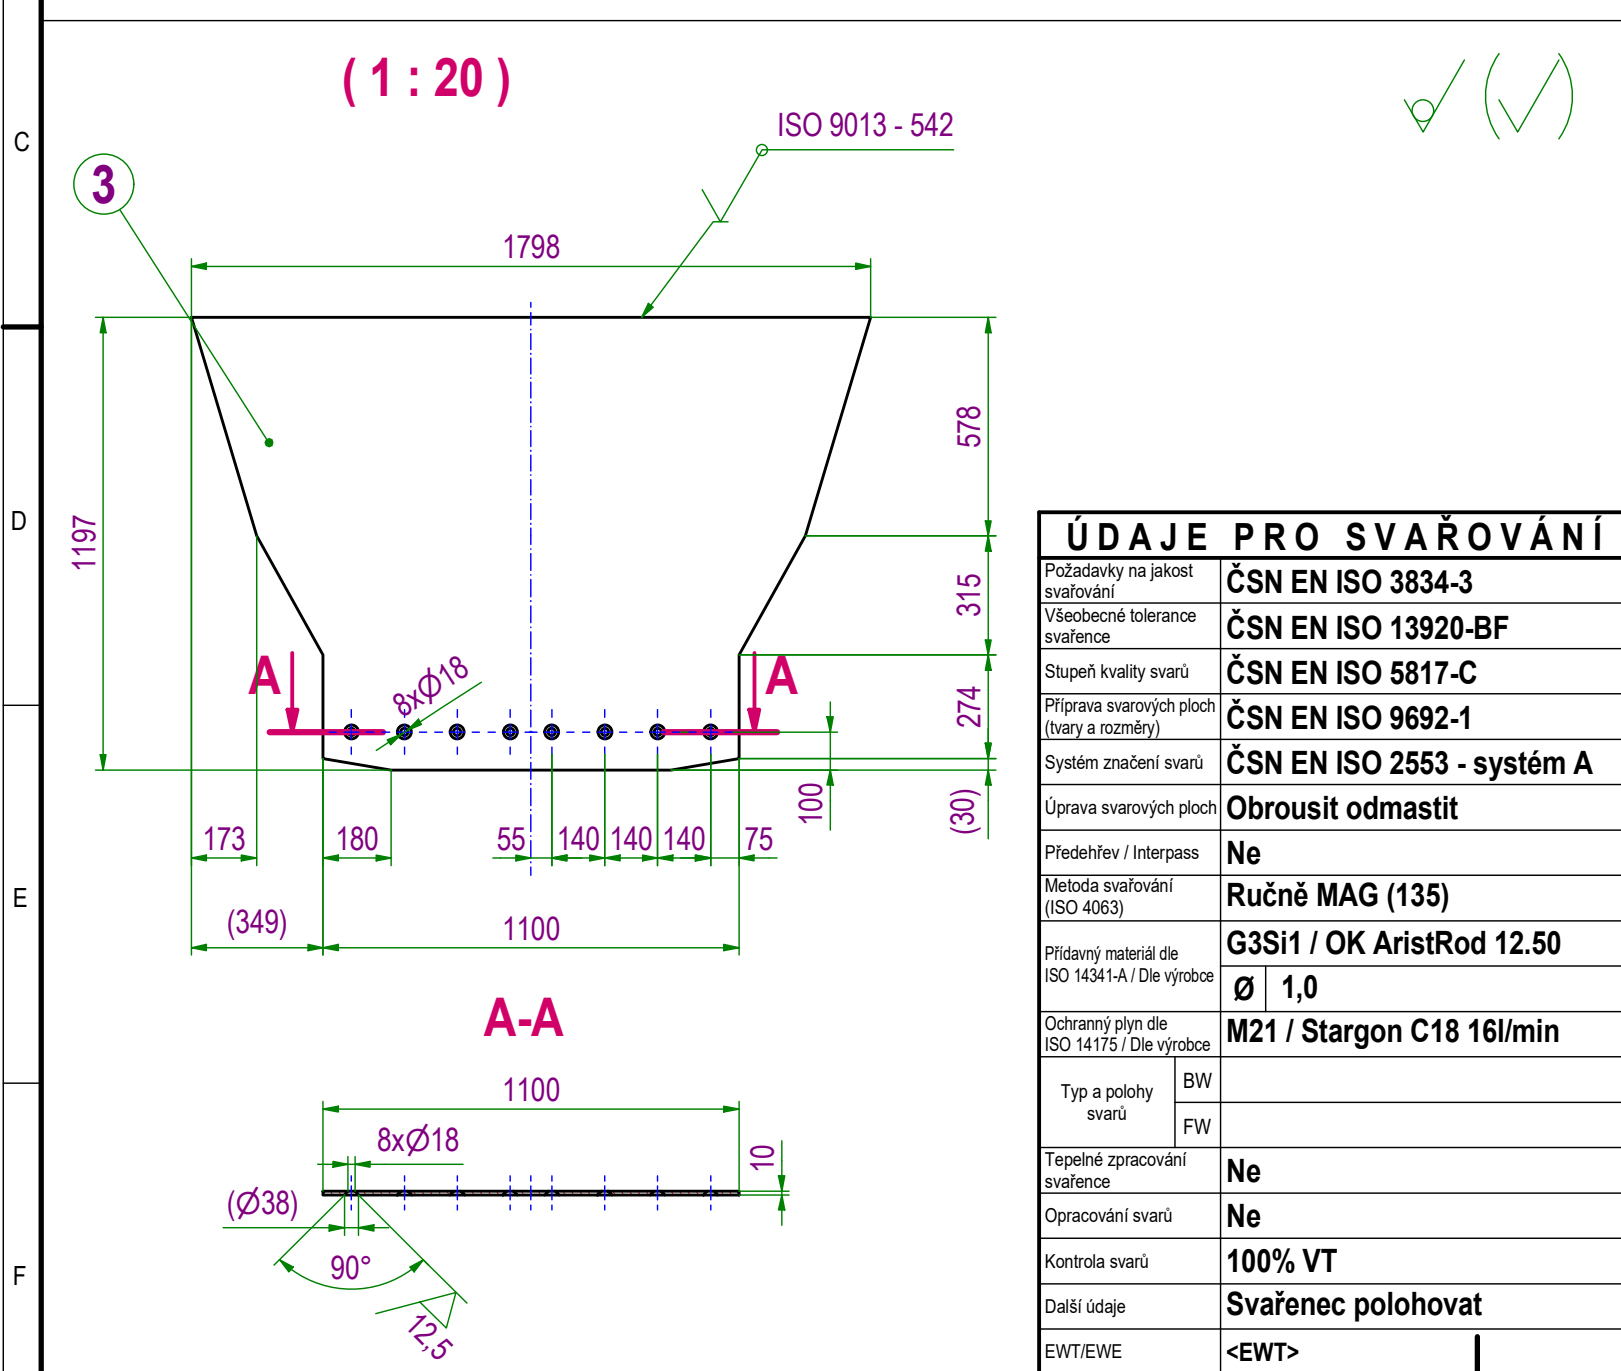 ( 1 : 20 )
C
ISO 9013 - 542
3
1798
578
D
1197
315
A
A
8xØ18
274
100
(30)
173
180
55
140
140
140
75
E
(349)
1100
A-A
1100
8xØ18
10
(Ø38)
90°
12,5
F
ÚDAJE PRO SVAŘOVÁNÍ
Požadavky na jakost
svařování
ČSN EN ISO 3834-3
Všeobecné tolerance
svařence
ČSN EN ISO 13920-BF
Stupeň kvality svarů
ČSN EN ISO 5817-C
Příprava svarových ploch
(tvary a rozměry)
ČSN EN ISO 9692-1
Systém značení svarů
ČSN EN ISO 2553 - systém A
Úprava svarových ploch
Obrousit odmastit
Předehřev / Interpass
Ne
Metoda svařování
(ISO 4063)
Ručně MAG (135)
Přídavný materiál dle
ISO 14341-A / Dle výrobce
G3Si1 / OK AristRod 12.50
Ø 1,0
Ochranný plyn dle
ISO 14175 / Dle výrobce
M21 / Stargon C18 16l/min
Typ a polohy
svarů
BW
FW
Tepelné zpracování
svařence
Ne
Opracování svarů
Ne
Kontrola svarů
100% VT
Další údaje
Svařenec polohovat
EWT/EWE
<EWT>